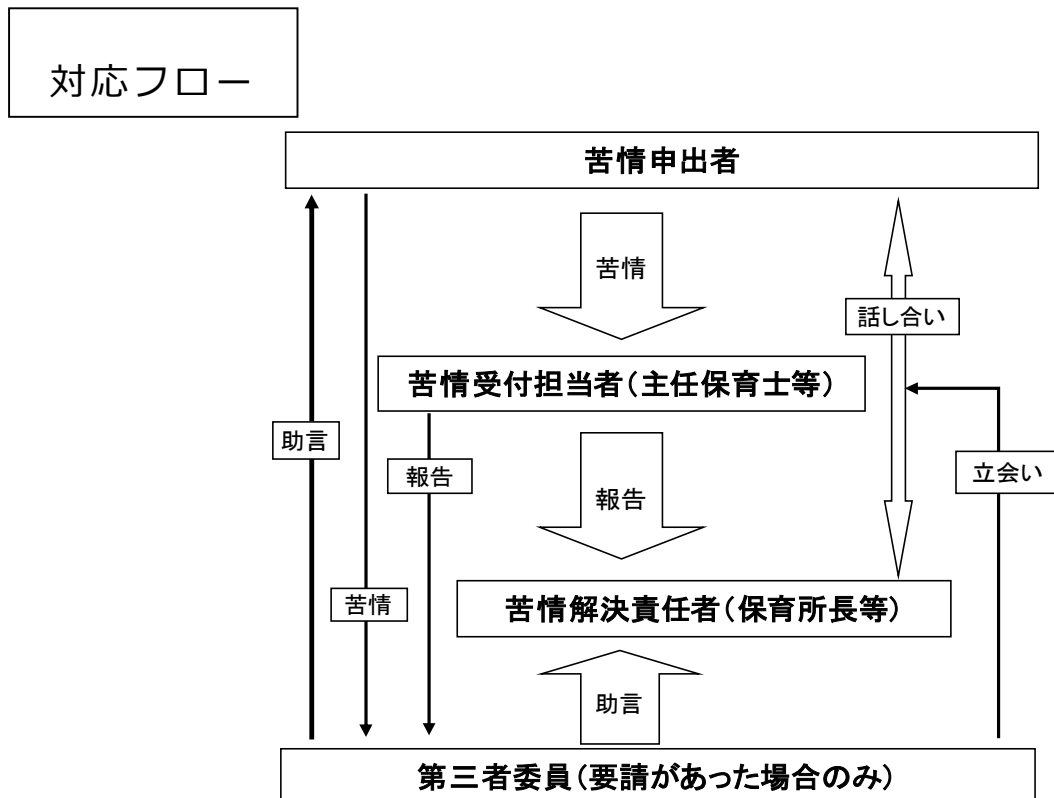 対応フロー
苦情申出者
苦情
話し合い
苦情受付担当者（主任保育士等）
助言
報告
報告
立会い
苦情
苦情解決責任者（保育所長等）
助言
第三者委員（要請があった場合のみ）